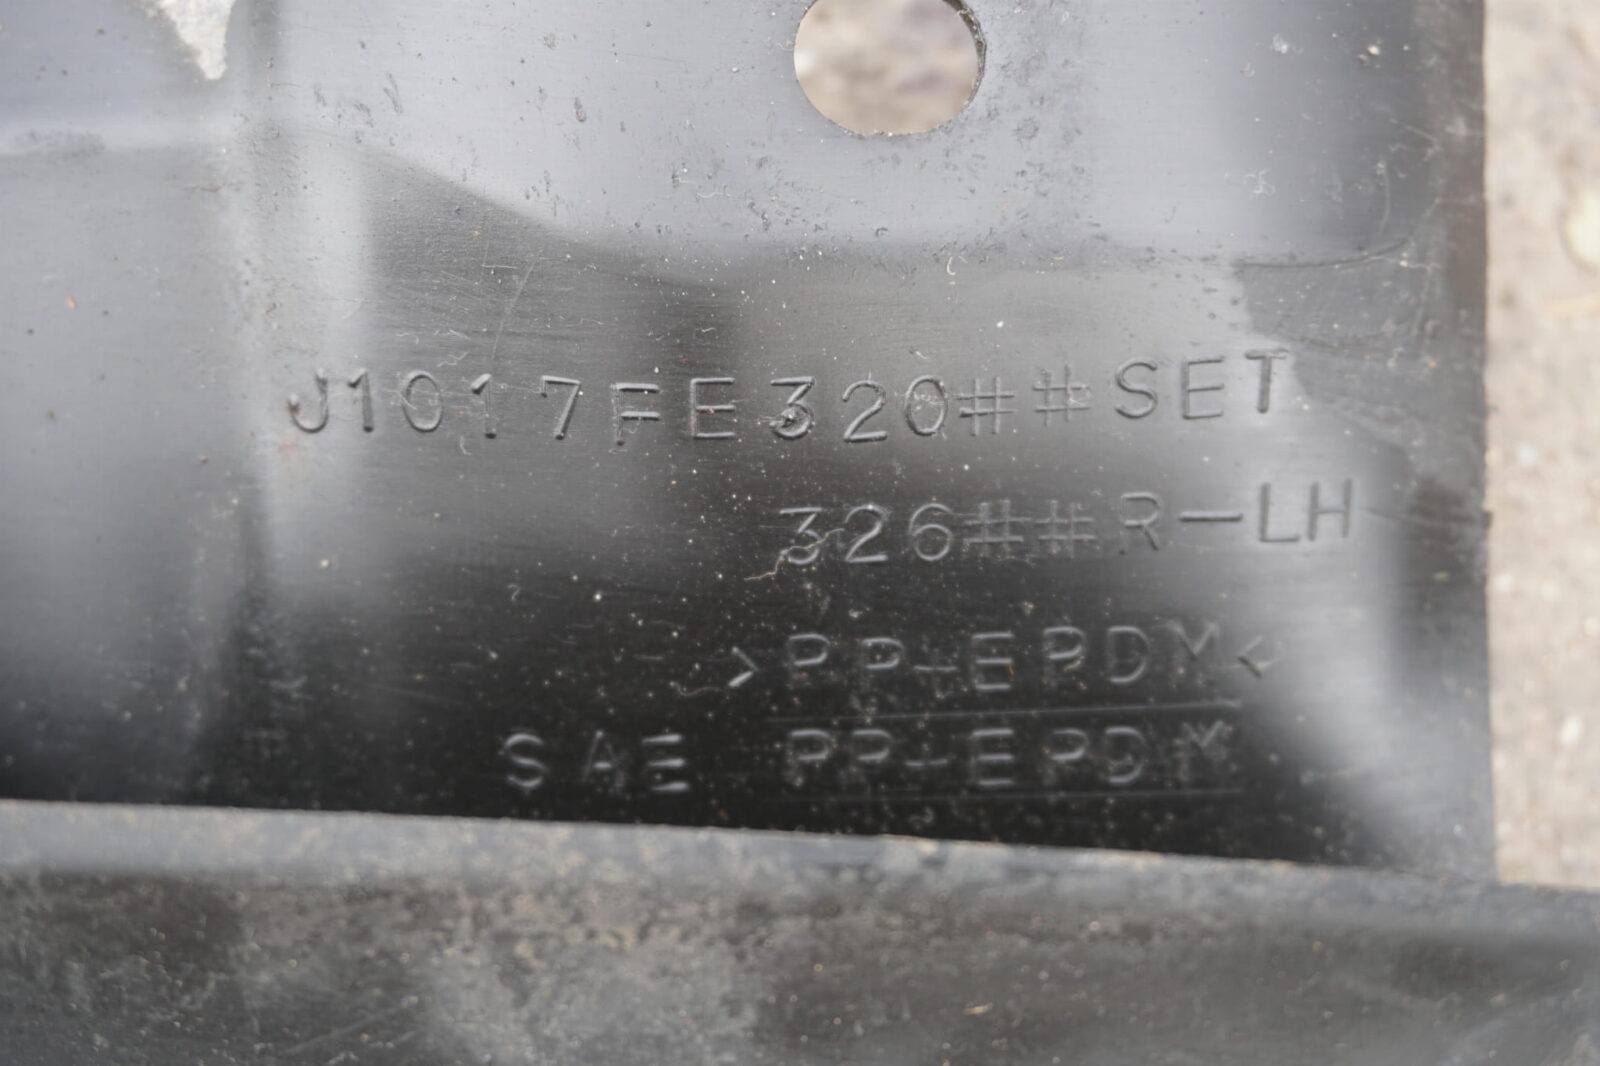 J1017FE320##SET
326##R-LH
>PP-EPDM<
SAE PP-EPDM